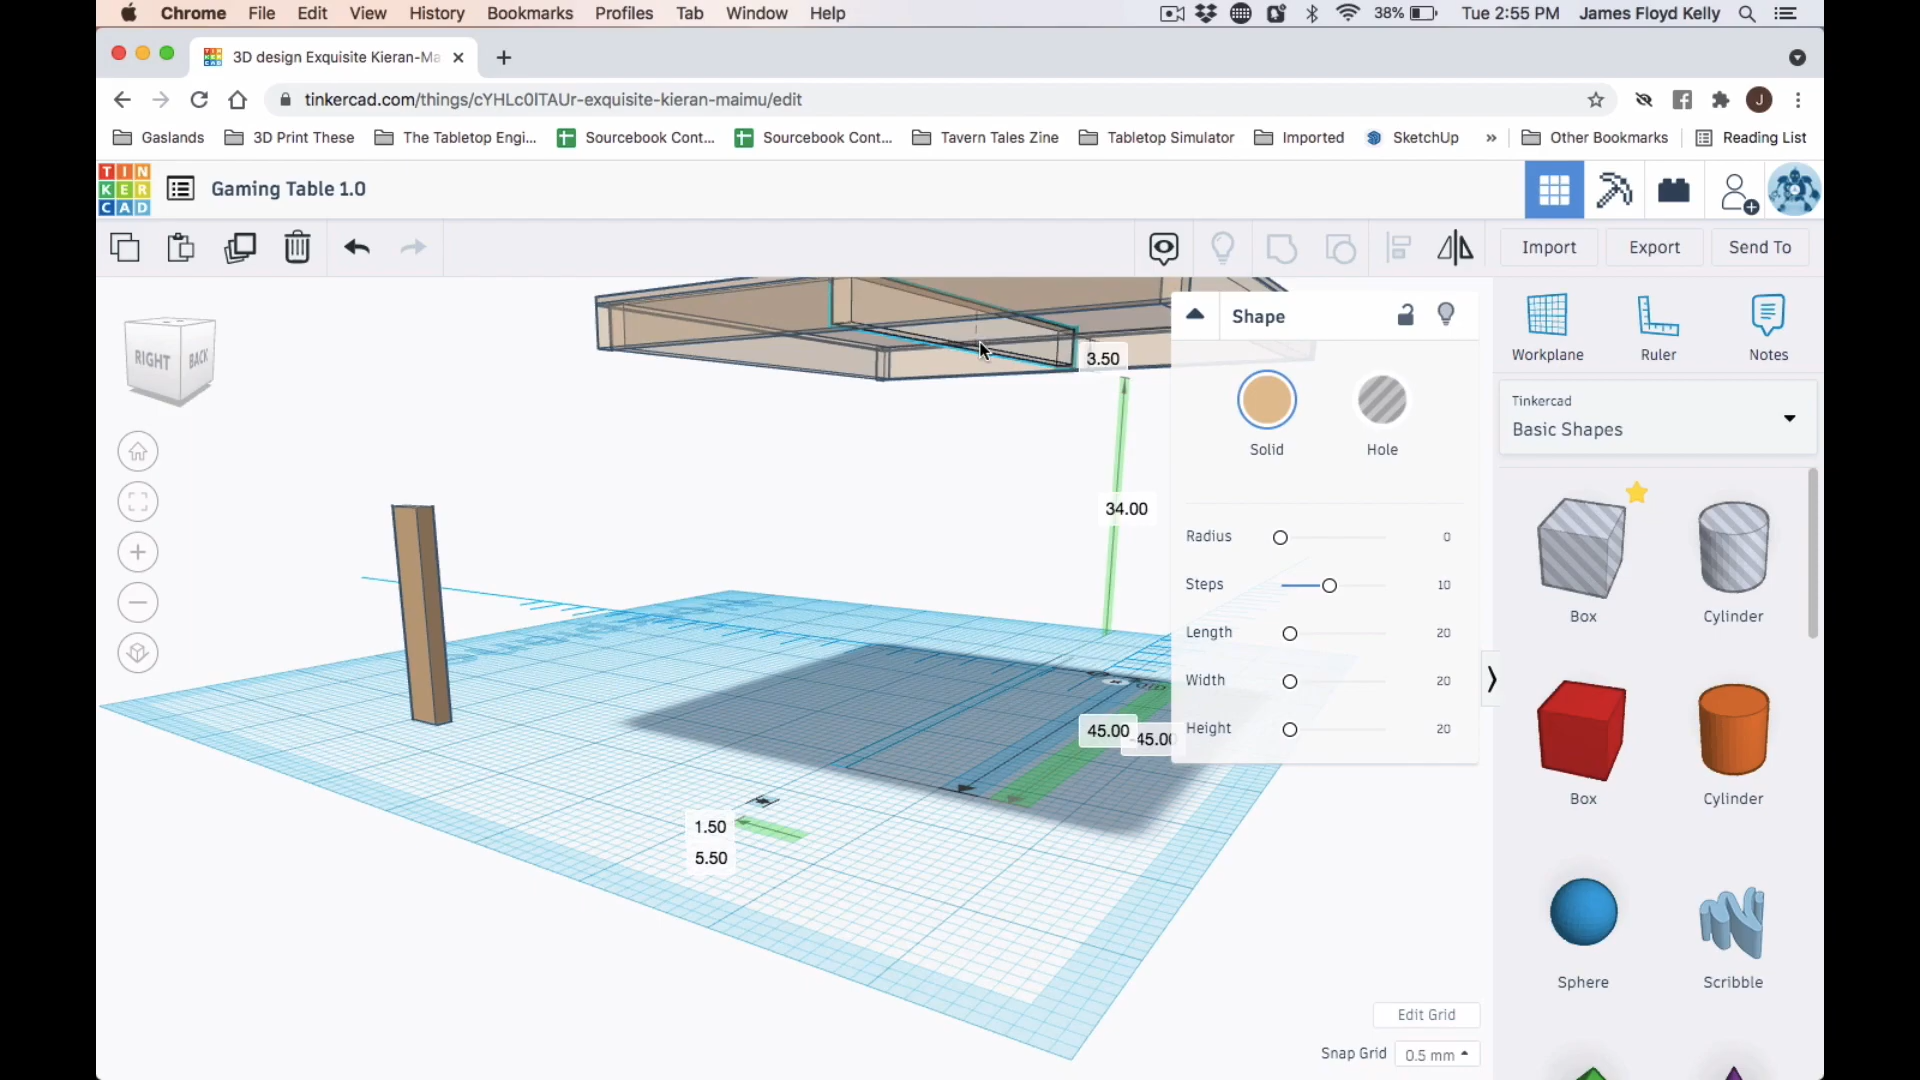 Chrome File Edit View History Bookmarks Profiles Tab Window Help 38% Tue 2:55 PM James Floyd Kelly
3D design Exquisite Kieran-Ma
tinkercad.com/things/cYHLc0lTAUr-exquisite-kieran-maimu/edit J
Gaslands 3D Print These The Tabletop Engi... Sourcebook Cont... Sourcebook Cont... Tavern Tales Zine Tabletop Simulator Imported SketchUp » Other Bookmarks Reading List
TIN
KER
CAD
Gaming Table 1.0
Import Export Send To
RIGHT BACK
Shape
Solid Hole
Radius 0
Steps 10
Length 20
Width 20
Height 20
3.50
34.00
45.00
-45.00
1.50
5.50
Workplane Ruler Notes
Tinkercad
Basic Shapes
Box Cylinder
Box Cylinder
Sphere Scribble
Edit Grid
Snap Grid 0.5 mm